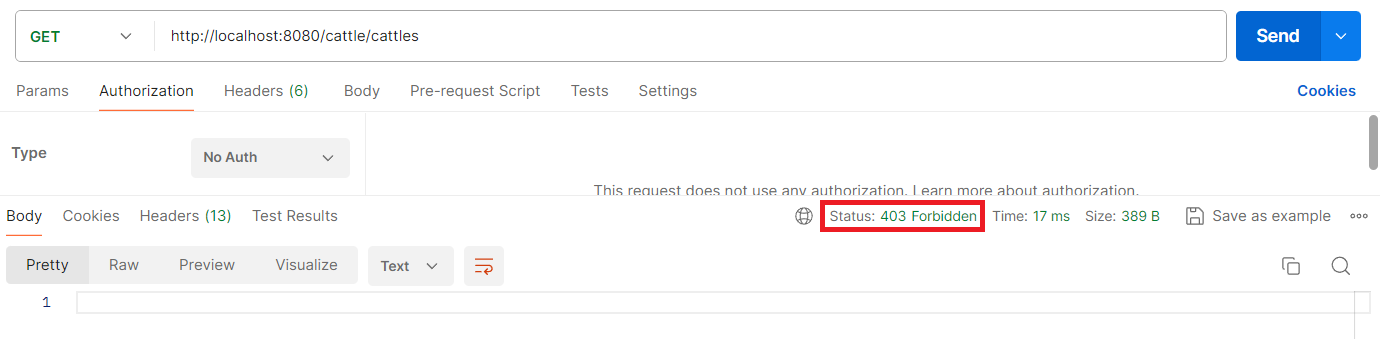 GET http://localhost:8080/cattle/cattles Send
Params Authorization Headers (6) Body Pre-request Script Tests Settings Cookies
Type No Auth
This request does not use any authorization. Learn more about authorization.
Body Cookies Headers (13) Test Results Status: 403 Forbidden Time: 17 ms Size: 389 B Save as example
Pretty Raw Preview Visualize Text
1